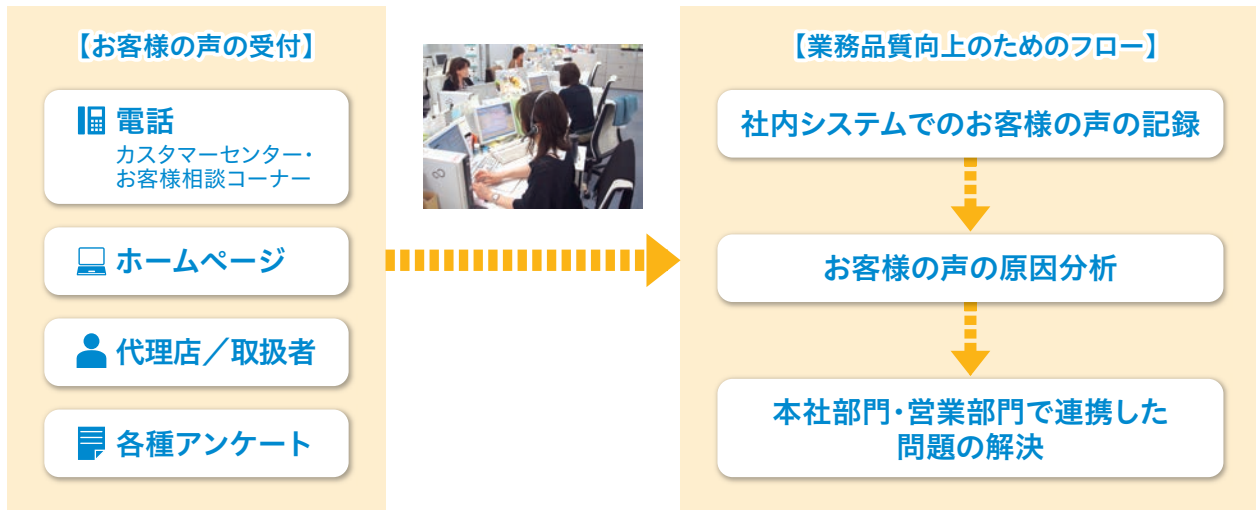 【お客様の声の受付】
電話
カスタマーセンター・
お客様相談コーナー
ホームページ
代理店／取扱者
各種アンケート
【業務品質向上のためのフロー】
社内システムでのお客様の声の記録
お客様の声の原因分析
本社部門・営業部門で連携した
問題の解決